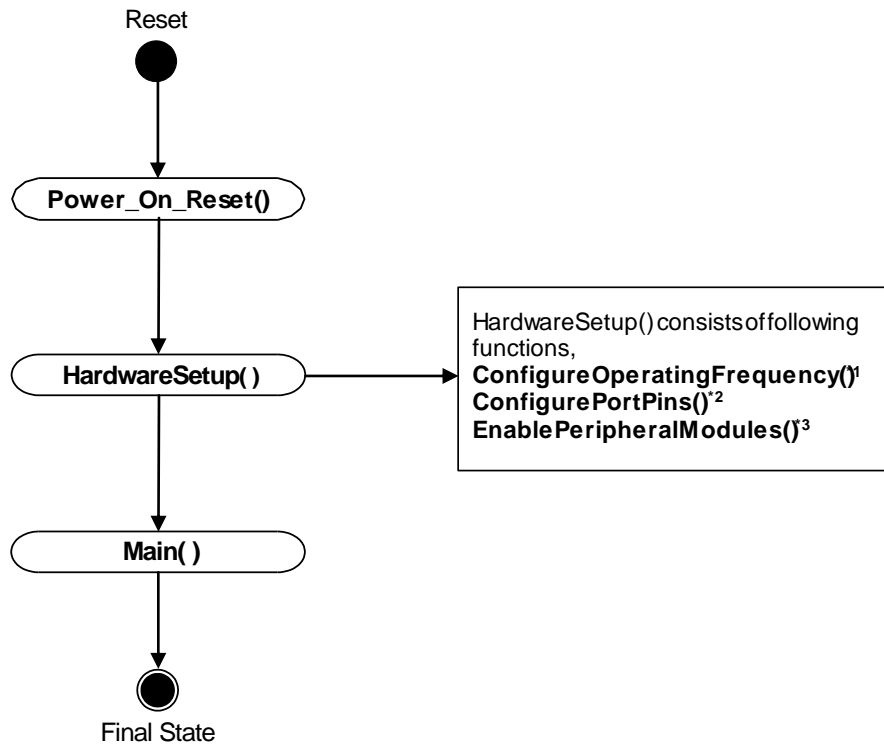 Reset
Power_On_Reset()
HardwareSetup( )
HardwareSetup() consists of following
functions,
ConfigureOperatingFrequency()*1
ConfigurePortPins()*2
EnablePeripheralModules()*3
Main( )
Final State